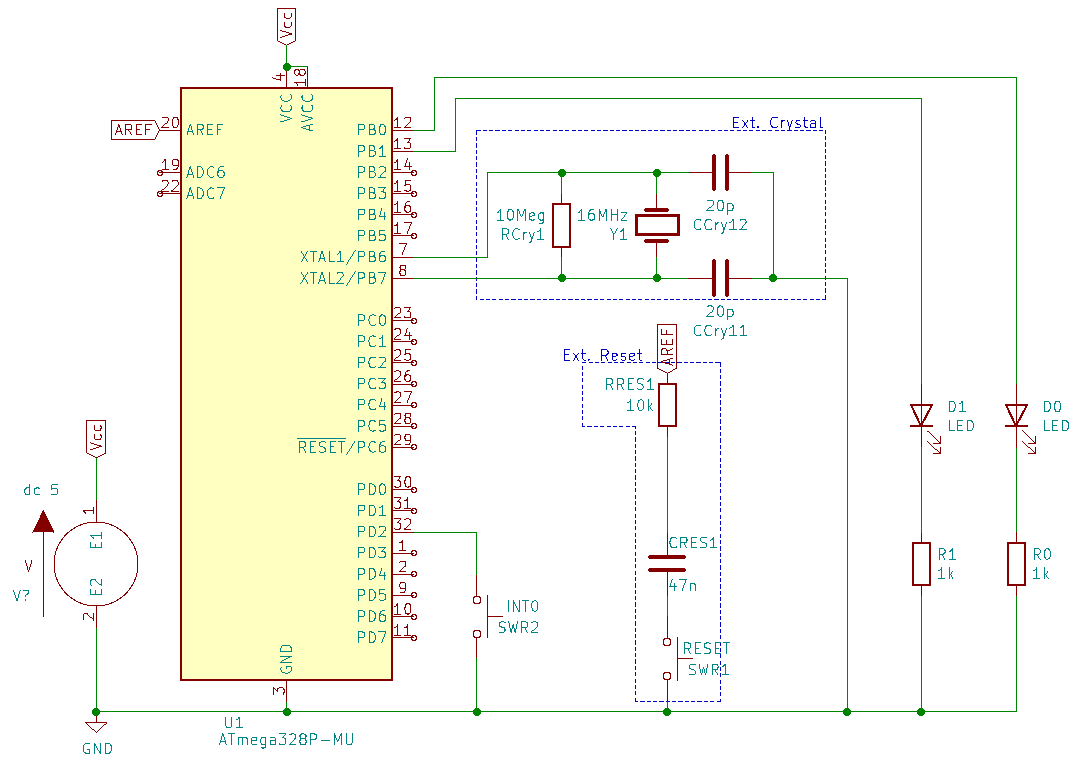 Vcc
4
18
VCC
AVCC
AREF
20
AREF
19
ADC6
22
ADC7
PB0
12
PB1
13
PB2
14
PB3
15
PB4
16
PB5
17
XTAL1/PB6
7
XTAL2/PB7
8
PC0
23
PC1
24
PC2
25
PC3
26
PC4
27
PC5
28
RESET/PC6
29
PD0
30
PD1
31
PD2
32
PD3
1
PD4
2
PD5
9
PD6
10
PD7
11
GND
3
U1
ATmega328P-MU
Ext. Crystal
10Meg
RCry1
16MHz
Y1
20p
CCry12
20p
CCry11
Ext. Reset
AREF
RRES1
10k
CRES1
47n
RESET
SWR1
INT0
SWR2
D1
LED
D0
LED
R1
1k
R0
1k
Vcc
dc 5
1
E1
V
V?
E2
2
GND